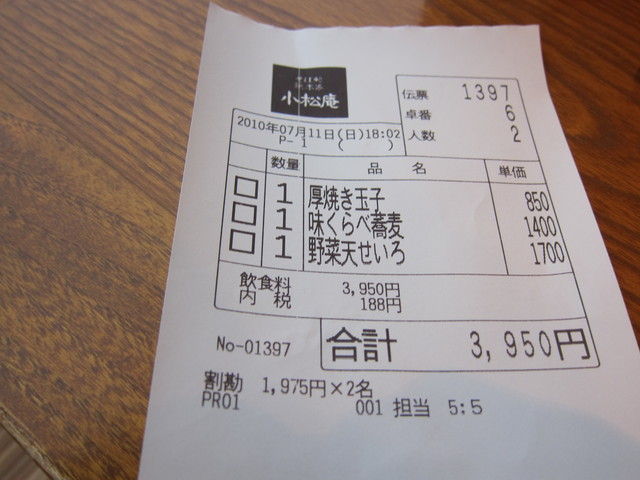 小松庵
伝票 1397
卓番 6
人数 2
2010年07月11日(日)18:02
P- 1 ( )
数量 品名 単価
1 厚焼き玉子 850
1 味くらべ蕎麦 1400
1 野菜天せいろ 1700
飲食料 3,950円
内税 188円
No-01397 合計 3,950円
割勘 1,975円×2名
PR01 001 担当 5:5